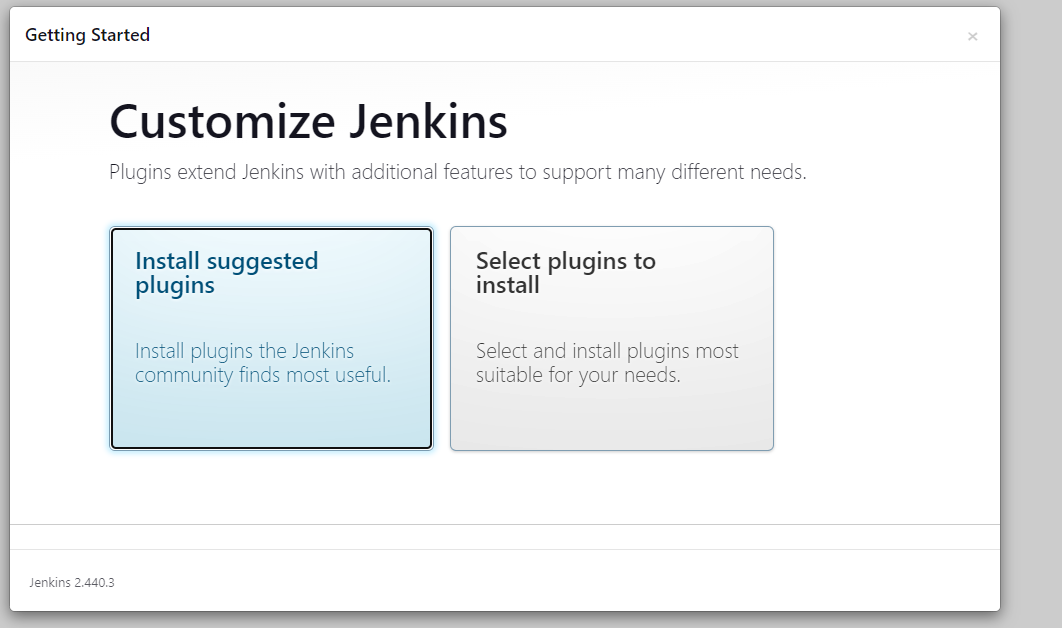 Getting Started
×
Customize Jenkins
Plugins extend Jenkins with additional features to support many different needs.
Install suggested
plugins
Install plugins the Jenkins
community finds most useful.
Select plugins to
install
Select and install plugins most
suitable for your needs.
Jenkins 2.440.3